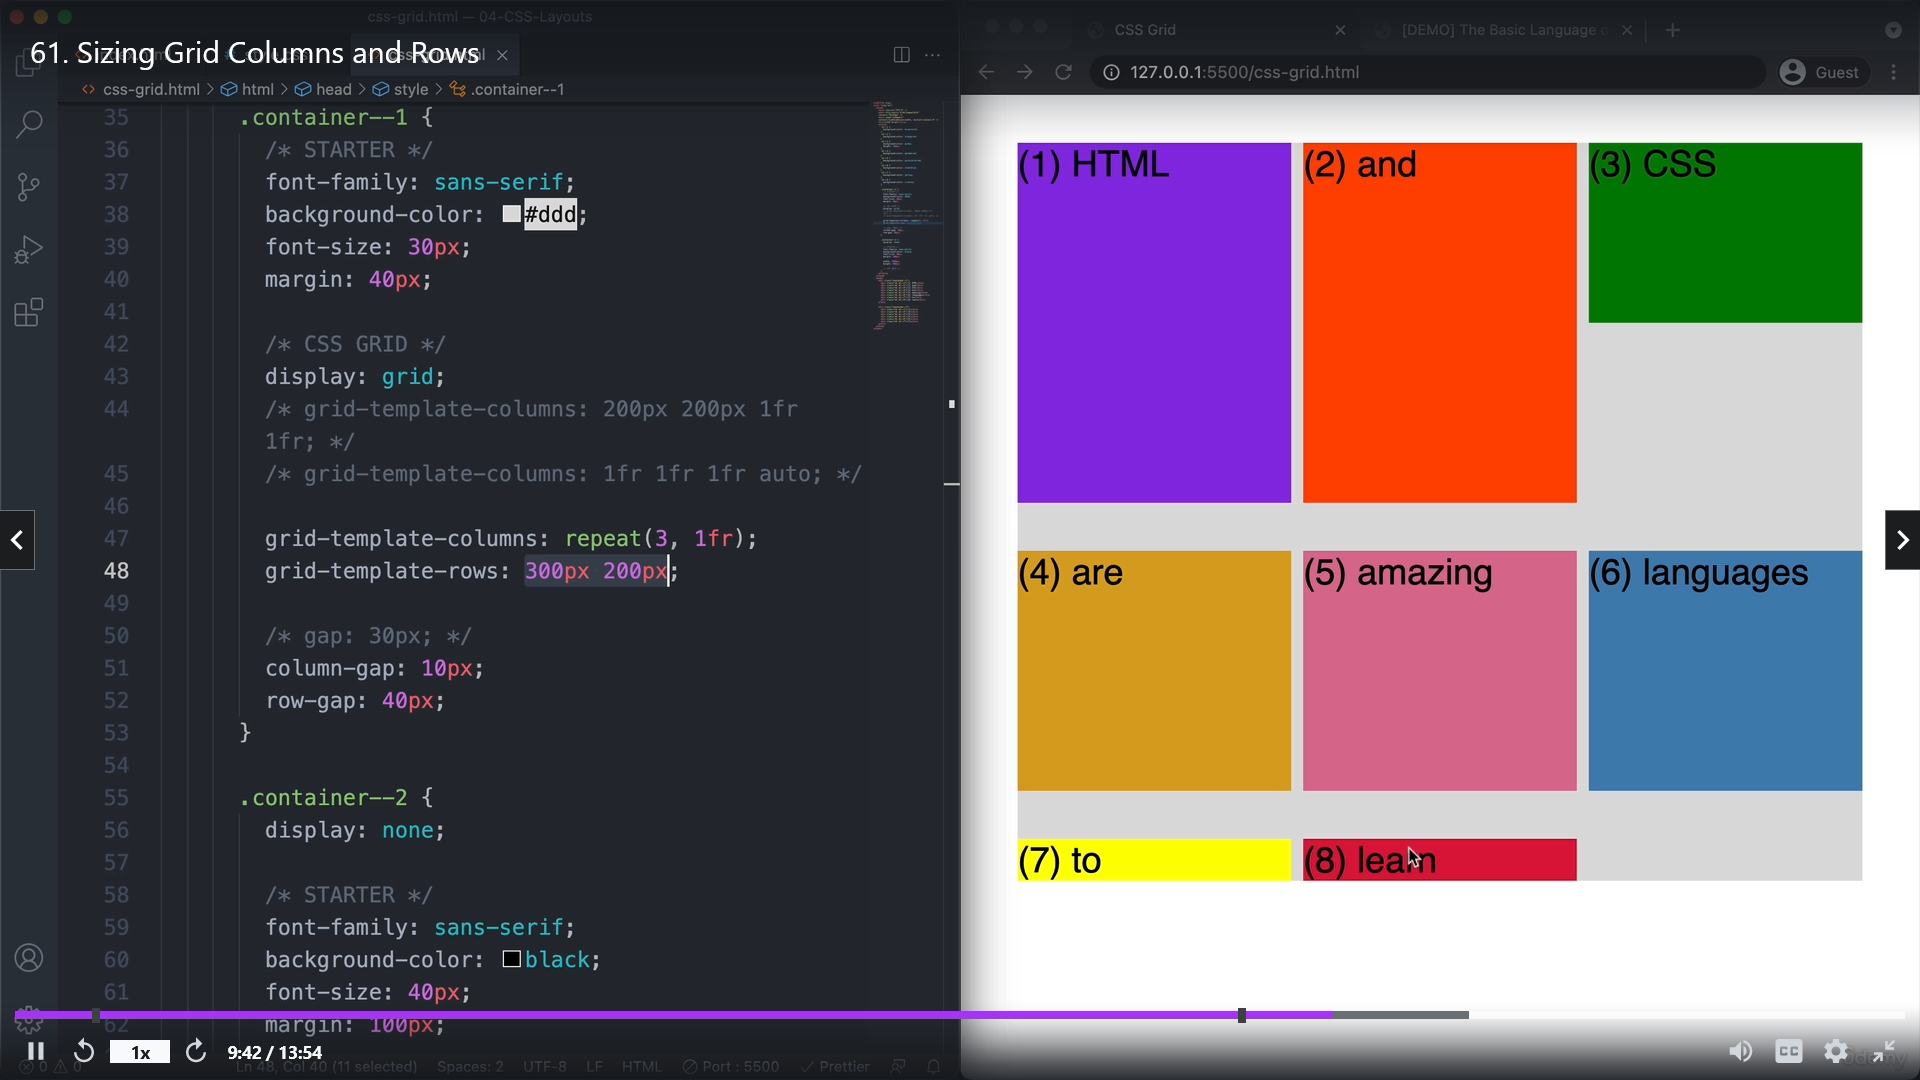 css-grid.html — 04-CSS-Layouts
61. Sizing Grid Columns and Rows
css-grid.html > html > head > style > .container--1
35 .container--1 {
36 /* STARTER */
37 font-family: sans-serif;
38 background-color: #ddd;
39 font-size: 30px;
40 margin: 40px;
41
42 /* CSS GRID */
43 display: grid;
44 /* grid-template-columns: 200px 200px 1fr
1fr; */
45 /* grid-template-columns: 1fr 1fr 1fr auto; */
46
47 grid-template-columns: repeat(3, 1fr);
48 grid-template-rows: 300px 200px;
49
50 /* gap: 30px; */
51 column-gap: 10px;
52 row-gap: 40px;
53 }
54
55 .container--2 {
56 display: none;
57
58 /* STARTER */
59 font-family: sans-serif;
60 background-color: black;
61 font-size: 40px;
62 margin: 100px;
1x
9:42 / 13:54
Ln 48, Col 40 (11 selected) Spaces: 2 UTF-8 LF HTML Port : 5500 Prettier
CSS Grid
[DEMO] The Basic Language
127.0.0.1:5500/css-grid.html
Guest
(1) HTML
(2) and
(3) CSS
(4) are
(5) amazing
(6) languages
(7) to
(8) learn
CC